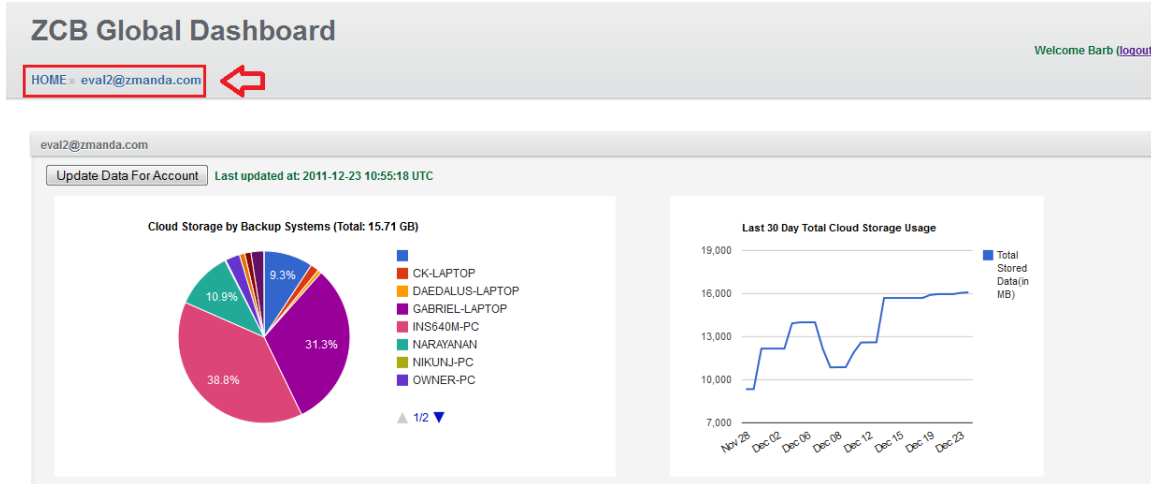 ZCB Global Dashboard
Welcome Barb (logout
HOME » eval2@zmanda.com
eval2@zmanda.com
Update Data For Account Last updated at: 2011-12-23 10:55:18 UTC
Cloud Storage by Backup Systems (Total: 15.71 GB)
9.3%
10.9%
31.3%
38.8%
CK-LAPTOP
DAEDALUS-LAPTOP
GABRIEL-LAPTOP
INS640M-PC
NARAYANAN
NIKUNJ-PC
OWNER-PC
1/2
Last 30 Day Total Cloud Storage Usage
19,000
16,000
13,000
10,000
7,000
Nov 28 Dec 02 Dec 06 Dec 08 Dec 12 Dec 15 Dec 19 Dec 23
Total
Stored
Data(in
MB)